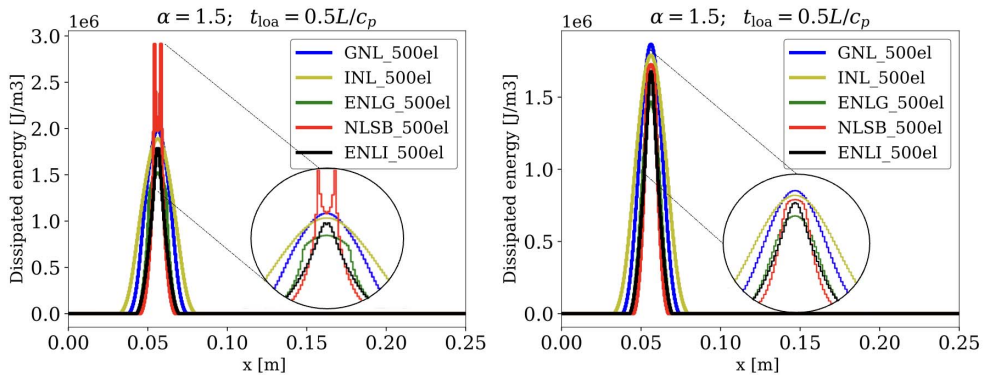 α = 1.5; t_loa = 0.5L/c_p
1e6
Dissipated energy [J/m3]
3.0
2.5
2.0
1.5
1.0
0.5
0.0
GNL_500el
INL_500el
ENLG_500el
NLSB_500el
ENLI_500el
0.00 0.05 0.10 0.15 0.20 0.25
x [m]
α = 1.5; t_loa = 0.5L/c_p
1e6
Dissipated energy [J/m3]
1.5
1.0
0.5
0.0
GNL_500el
INL_500el
ENLG_500el
NLSB_500el
ENLI_500el
0.00 0.05 0.10 0.15 0.20 0.25
x [m]